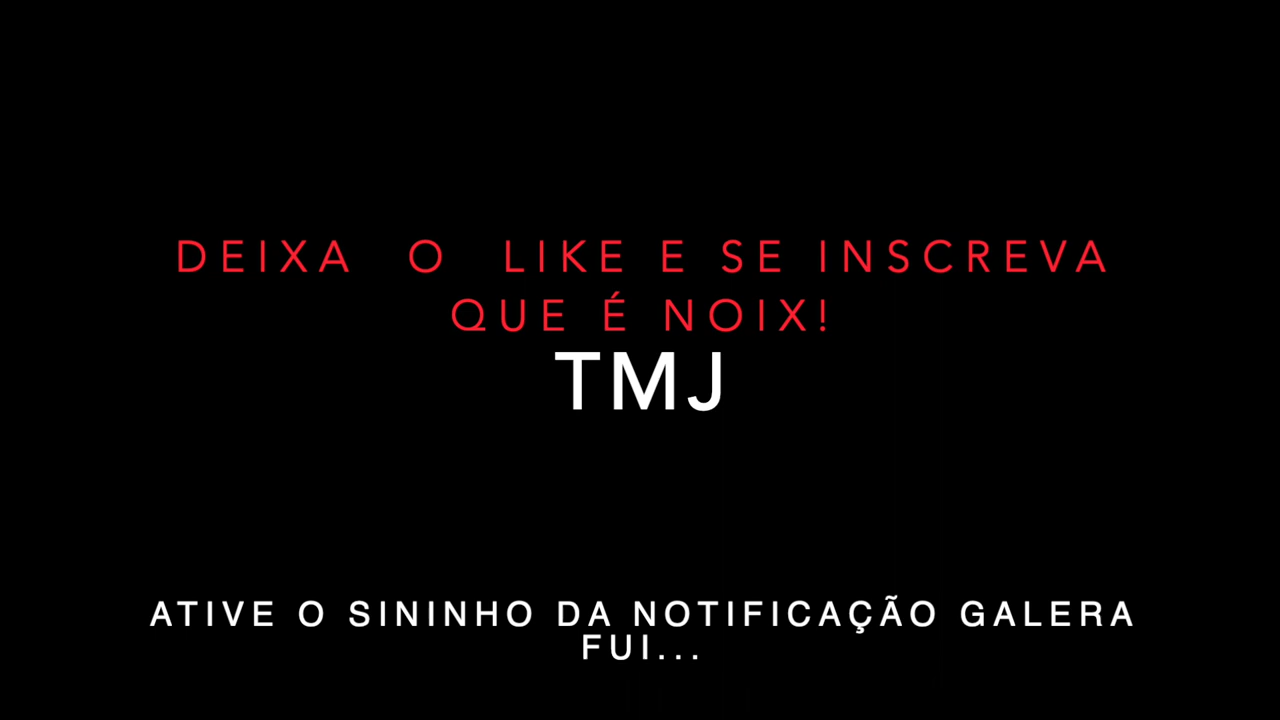 DEIXA O LIKE E SE INSCREVA
QUE É NOIX!
TMJ
ATIVE O SININHO DA NOTIFICAÇÃO GALERA
FUI...